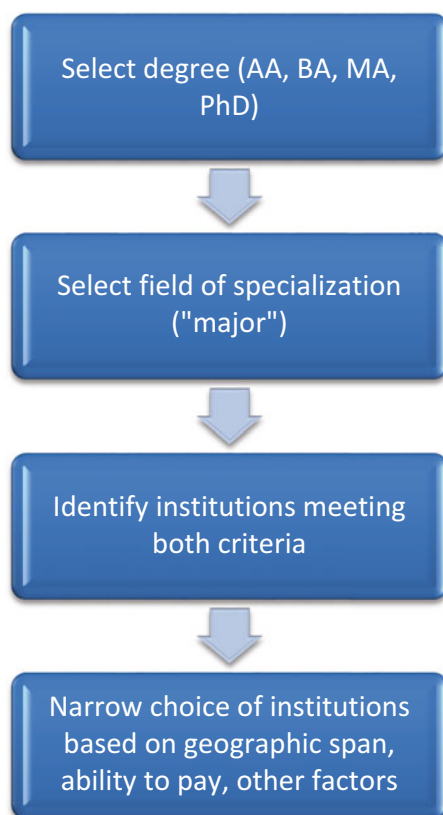 Select degree (AA, BA, MA,
PhD)
Select field of specialization
("major")
Identify institutions meeting
both criteria
Narrow choice of institutions
based on geographic span,
ability to pay, other factors